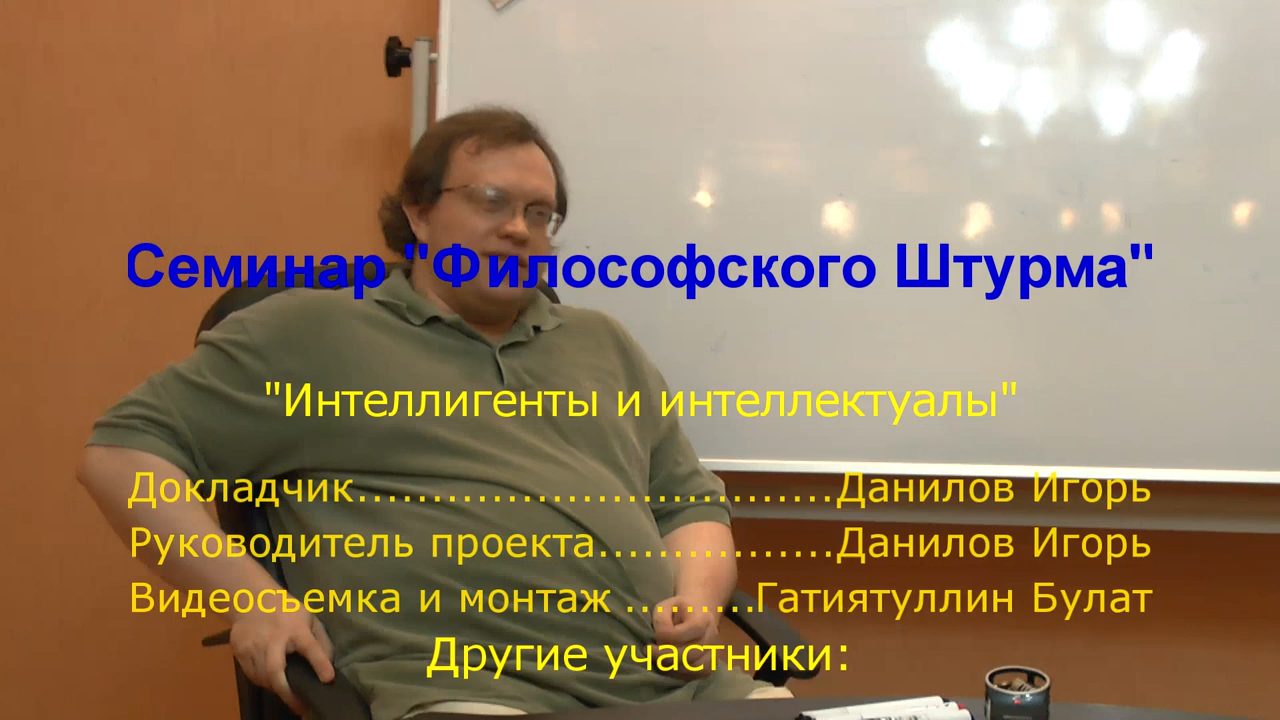 Семинар "Философского Штурма"
"Интеллигенты и интеллектуалы"
Докладчик................................Данилов Игорь
Руководитель проекта................Данилов Игорь
Видеосъемка и монтаж .........Гатиятуллин Булат
Другие участники: